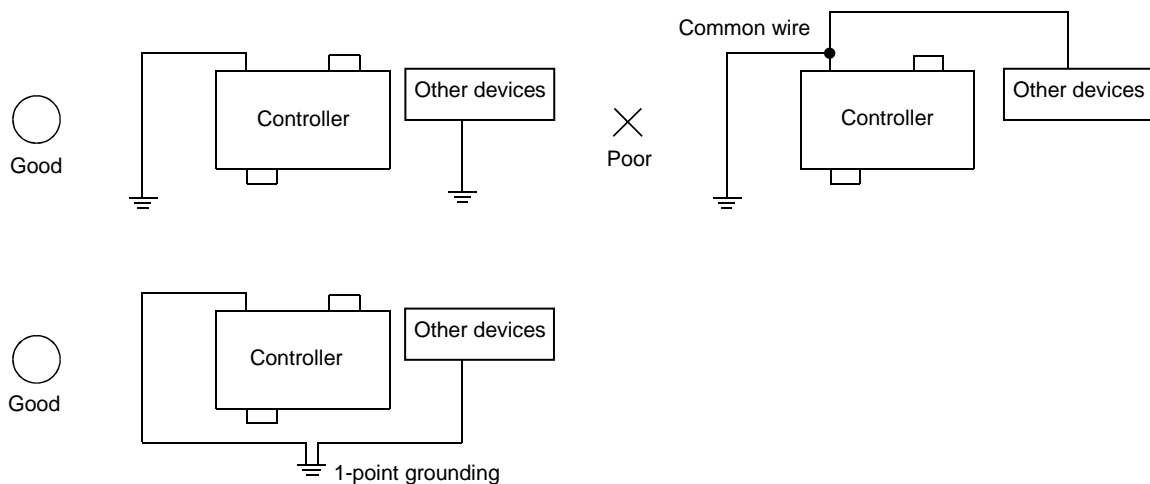 Common wire
Other devices
Controller
Good
Other devices
Controller
Poor
Other devices
Controller
Good
1-point grounding